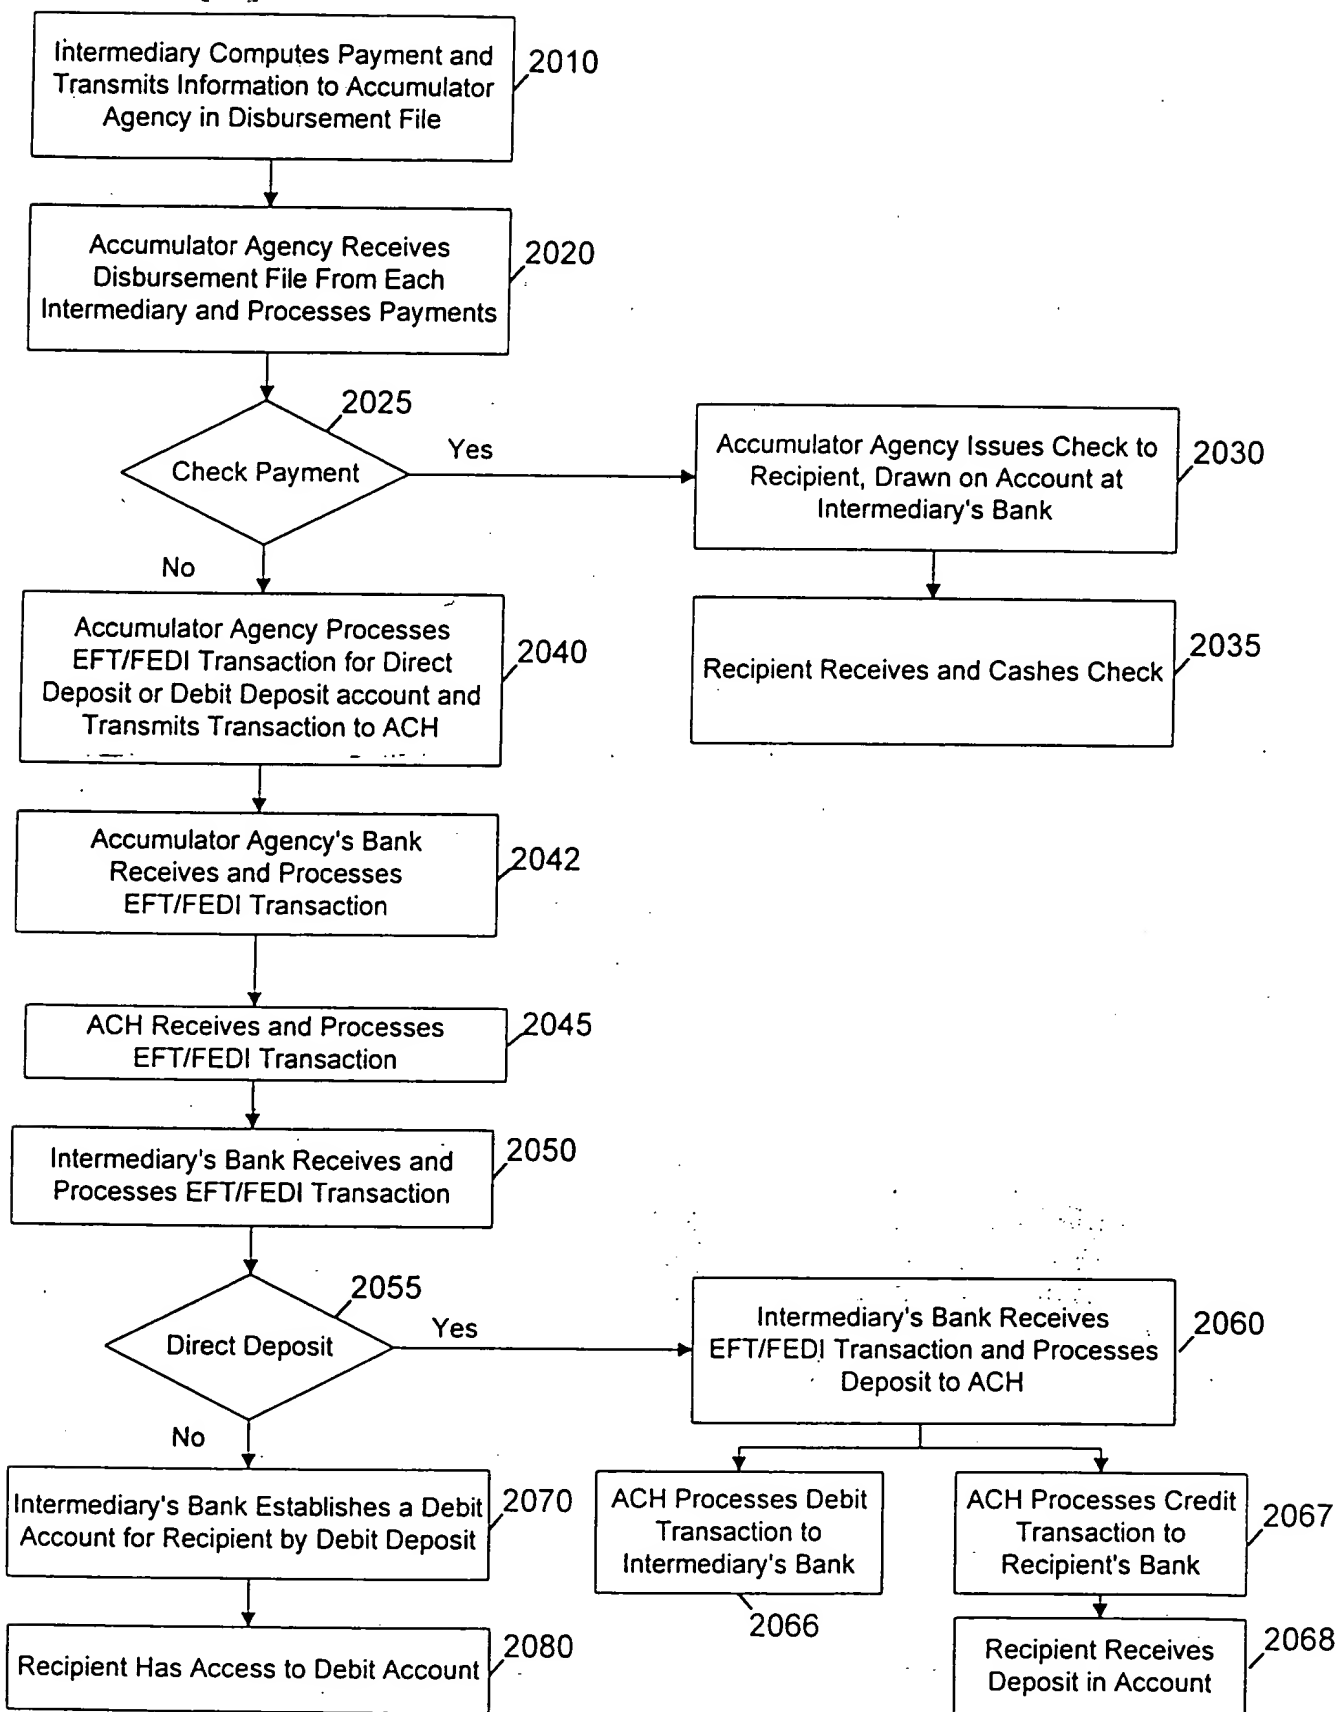 Intermediary Computes Payment and
Transmits Information to Accumulator
Agency in Disbursement File
2010
Accumulator Agency Receives
Disbursement File From Each
Intermediary and Processes Payments
2020
2025
Check Payment
Yes
No
Accumulator Agency Issues Check to
Recipient, Drawn on Account at
Intermediary's Bank
2030
Recipient Receives and Cashes Check
2035
Accumulator Agency Processes
EFT/FEDI Transaction for Direct
Deposit or Debit Deposit account and
Transmits Transaction to ACH
2040
Accumulator Agency's Bank
Receives and Processes
EFT/FEDI Transaction
2042
ACH Receives and Processes
EFT/FEDI Transaction
2045
Intermediary's Bank Receives and
Processes EFT/FEDI Transaction
2050
2055
Direct Deposit
Yes
No
Intermediary's Bank Receives
EFT/FEDI Transaction and Processes
Deposit to ACH
2060
Intermediary's Bank Establishes a Debit
Account for Recipient by Debit Deposit
2070
ACH Processes Debit
Transaction to
Intermediary's Bank
2066
ACH Processes Credit
Transaction to
Recipient's Bank
2067
Recipient Has Access to Debit Account
2080
Recipient Receives
Deposit in Account
2068